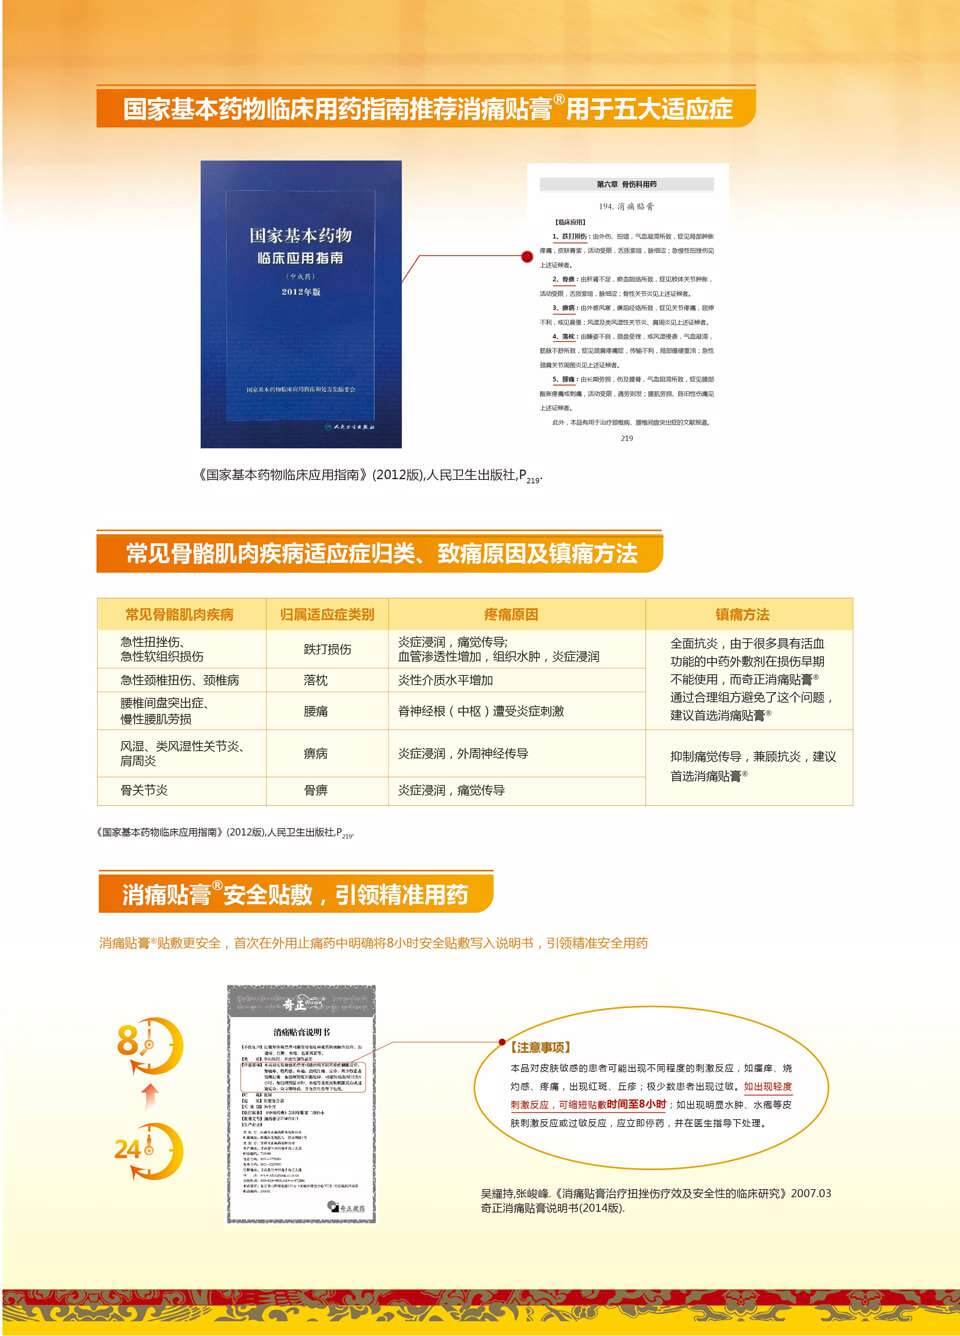 国家基本药物临床用药指南推荐消痛贴膏®用于五大适应症
国家基本药物
临床应用指南
（中成药）
2012年版
国家基本药物临床应用指南和处方集编委会
人民卫生出版社
第六章 骨伤科用药
194. 消痛贴膏
【临床应用】
1、跌打损伤：由外伤、扭错，气血凝滞所致，症见局部肿胀
疼痛，皮肤青紫，活动受限，舌质紫暗，脉细涩；急慢性扭挫伤见
上述证候者。
2、骨痹：由肝肾不足，瘀血阻络所致，症见肢体关节肿胀，
活动受限，舌质紫暗，脉细涩；骨性关节炎见上述证候者。
3、痹病：由外感风寒，痹阻经络所致，症见关节疼痛，屈伸
不利，或见晨僵；风湿及类风湿性关节炎、肩周炎见上述证候者。
4、落枕：由睡姿不良，颈虚受挫，或风湿侵袭，气血凝滞，
筋脉不舒所致，症见颈肩疼痛酸，传输不利，局部僵硬重滞；急性
颈肩关节周围炎见上述证候者。
5、腰痛：由长期劳损，伤及腰脊，气血阻滞所致，症见腰部
酸胀疼痛或刺痛，活动受限，遇劳则发；腰肌劳损、陈旧性伤痛见
上述证候者。
此外，本品有用于治疗颈椎病、腰椎间盘突出症的文献报道。
219
《国家基本药物临床应用指南》(2012版),人民卫生出版社,P219.
常见骨骼肌肉疾病适应症归类、致痛原因及镇痛方法
常见骨骼肌肉疾病 归属适应症类别 疼痛原因 镇痛方法
急性扭挫伤、
急性软组织损伤
跌打损伤
炎症浸润，痛觉传导;
血管渗透性增加，组织水肿，炎症浸润
急性颈椎扭伤、颈椎病 落枕 炎性介质水平增加
腰椎间盘突出症、
慢性腰肌劳损
腰痛
脊神经根（中枢）遭受炎症刺激
全面抗炎，由于很多具有活血
功能的中药外敷剂在损伤早期
不能使用，而奇正消痛贴膏®
通过合理组方避免了这个问题，
建议首选消痛贴膏®
风湿、类风湿性关节炎、
肩周炎
痹病
炎症浸润，外周神经传导
骨关节炎 骨痹 炎症浸润，痛觉传导
抑制痛觉传导，兼顾抗炎，建议
首选消痛贴膏®
《国家基本药物临床应用指南》(2012版),人民卫生出版社,P219.
消痛贴膏®安全贴敷，引领精准用药
消痛贴膏®贴敷更安全，首次在外用止痛药中明确将8小时安全贴敷写入说明书，引领精准安全用药
8
24
奇正
消痛贴膏说明书
奇正藏药
【注意事项】
本品对皮肤敏感的患者可能出现不同程度的刺激反应，如瘙痒、烧
灼感、疼痛，出现红斑、丘疹；极少数患者出现过敏。如出现轻度
刺激反应，可缩短贴敷时间至8小时；如出现明显水肿、水疱等皮
肤刺激反应或过敏反应，应立即停药，并在医生指导下处理。
吴耀持,张峻峰.《消痛贴膏治疗扭挫伤疗效及安全性的临床研究》2007.03
奇正消痛贴膏说明书(2014版).